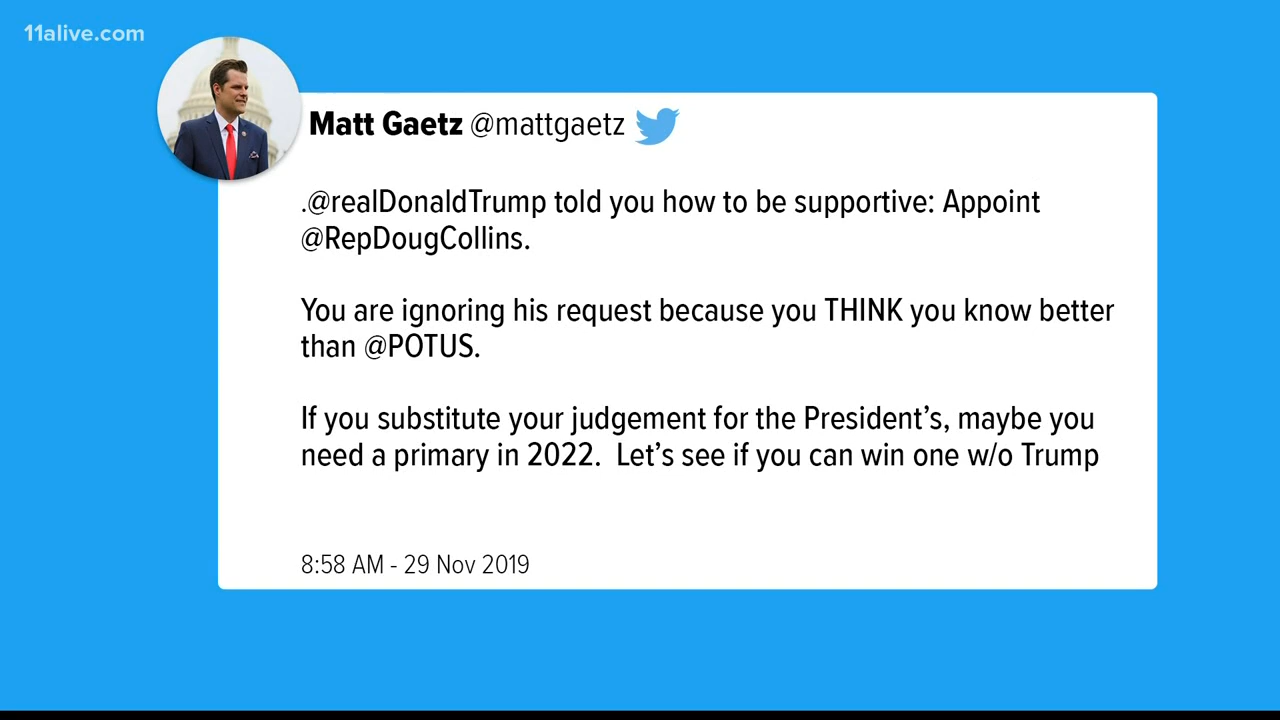 11alive.com
Matt Gaetz @mattgaetz
.@realDonaldTrump told you how to be supportive: Appoint
@RepDougCollins.
You are ignoring his request because you THINK you know better
than @POTUS.
If you substitute your judgement for the President’s, maybe you
need a primary in 2022.  Let’s see if you can win one w/o Trump
8:58 AM - 29 Nov 2019